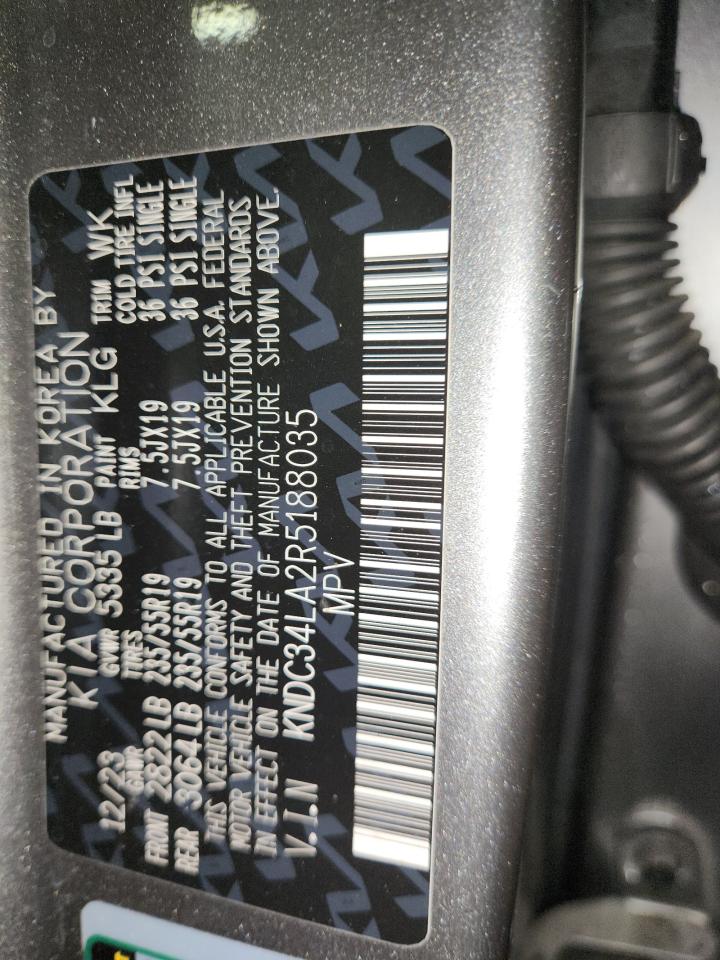 MANUFACTURED IN KOREA BY
KIA CORPORATION
12/23 GVWR 5335 LB PAINT KLG TRIM WK
GAWR TIRES RIMS COLD TIRE INFL
FRONT 2822 LB 235/55R19 7.5JX19 36 PSI SINGLE
REAR 3064 LB 235/55R19 7.5JX19 36 PSI SINGLE
THIS VEHICLE CONFORMS TO ALL APPLICABLE U.S.A. FEDERAL
MOTOR VEHICLE SAFETY AND THEFT PREVENTION STANDARDS
IN EFFECT ON THE DATE OF MANUFACTURE SHOWN ABOVE.
V.I.N KNDC34LA2R5188035
MPV